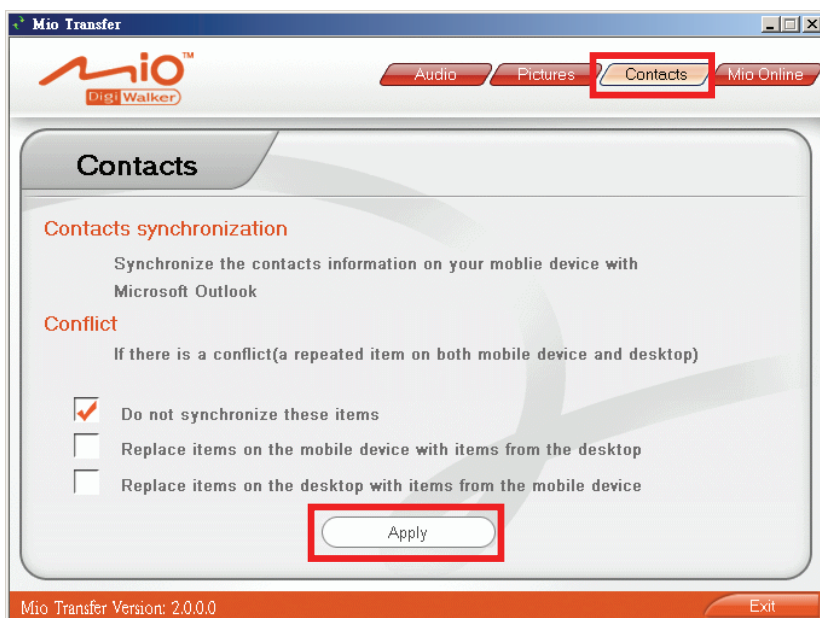 Mio Transfer
Mio™
DigiWalker
Audio Pictures Contacts Mio Online
Contacts
Contacts synchronization
Synchronize the contacts information on your moblie device with
Microsoft Outlook
Conflict
If there is a conflict(a repeated item on both mobile device and desktop)
Do not synchronize these items
Replace items on the mobile device with items from the desktop
Replace items on the desktop with items from the mobile device
Apply
Mio Transfer Version: 2.0.0.0 Exit